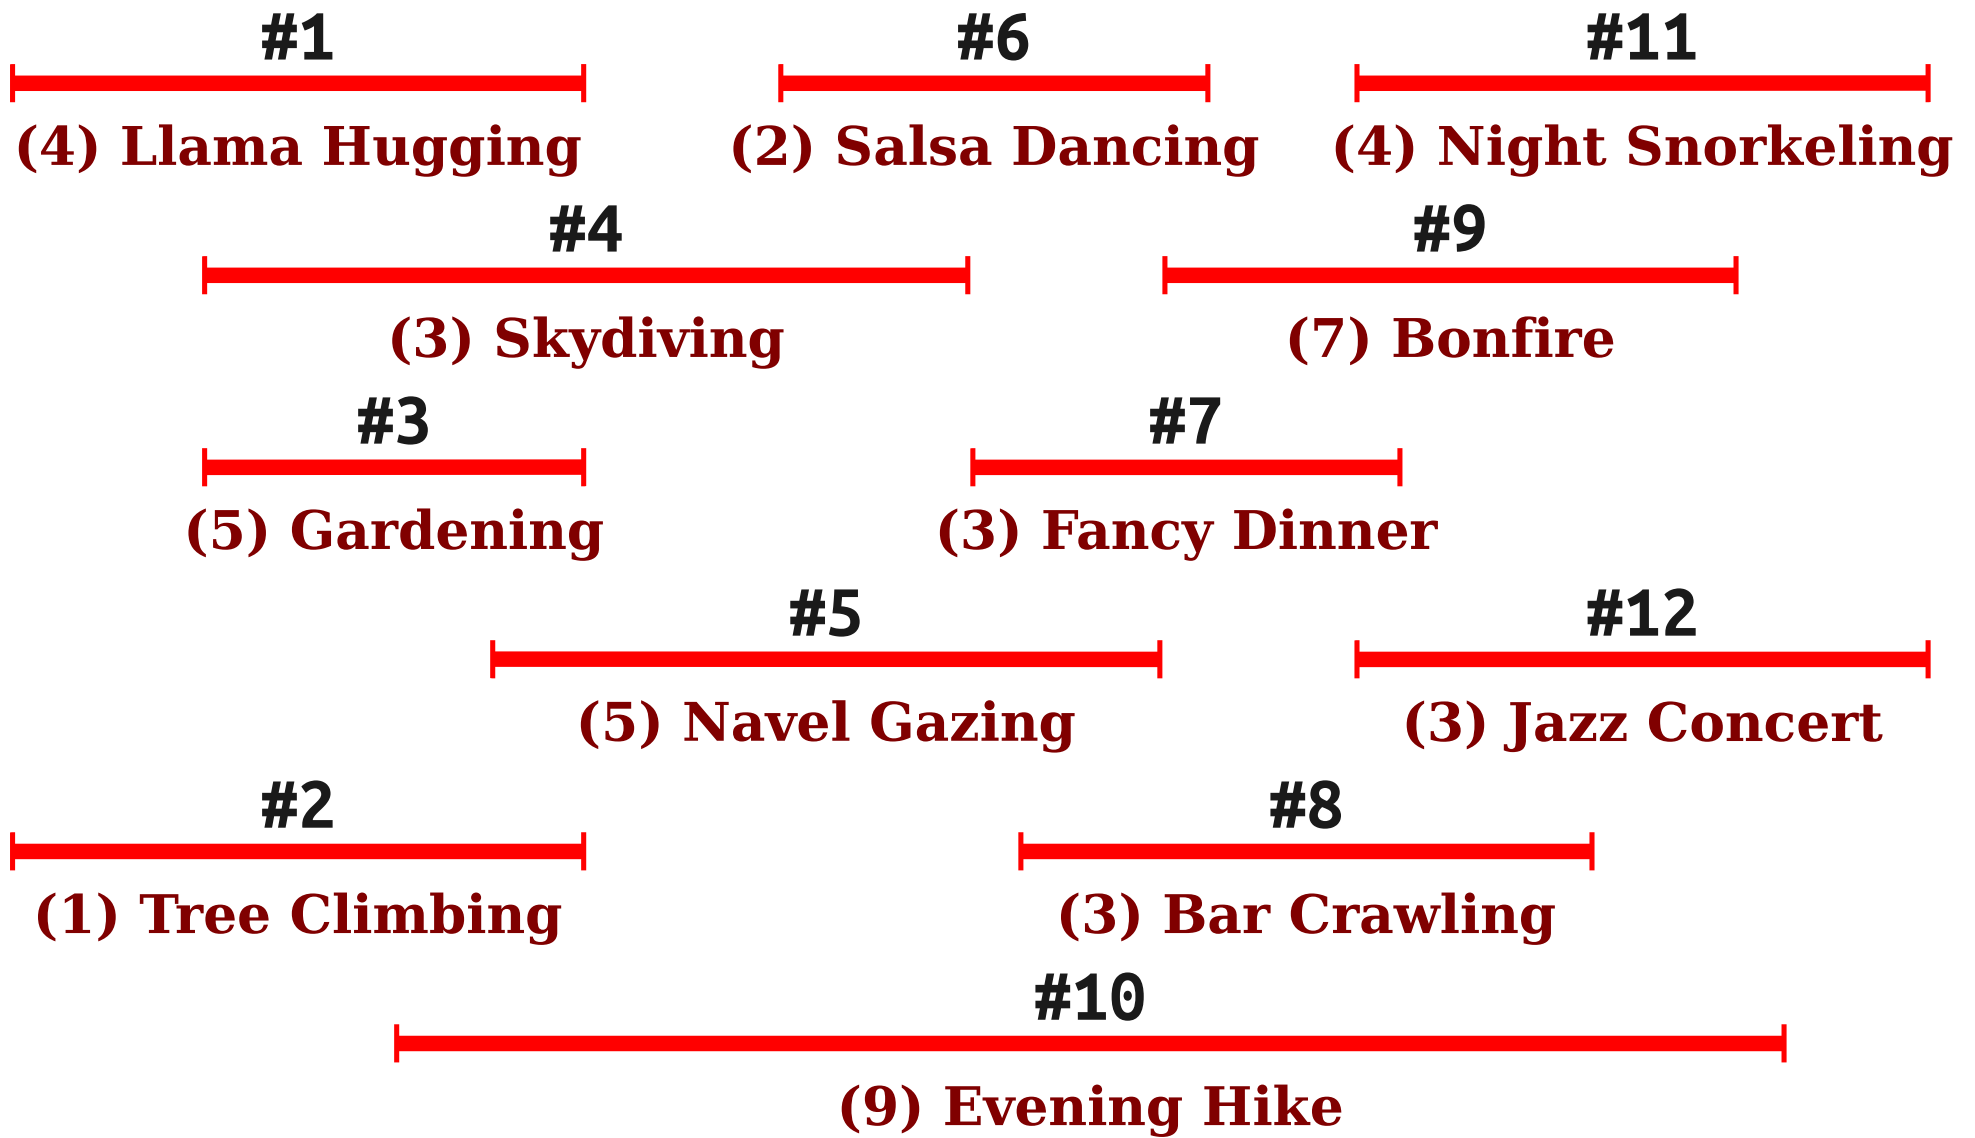 #1 #6 #11
(4) Llama Hugging (2) Salsa Dancing (4) Night Snorkeling
#4 #9
(3) Skydiving (7) Bonfire
#3 #7
(5) Gardening (3) Fancy Dinner
#5 #12
(5) Navel Gazing (3) Jazz Concert
#2 #8
(1) Tree Climbing (3) Bar Crawling
#10
(9) Evening Hike